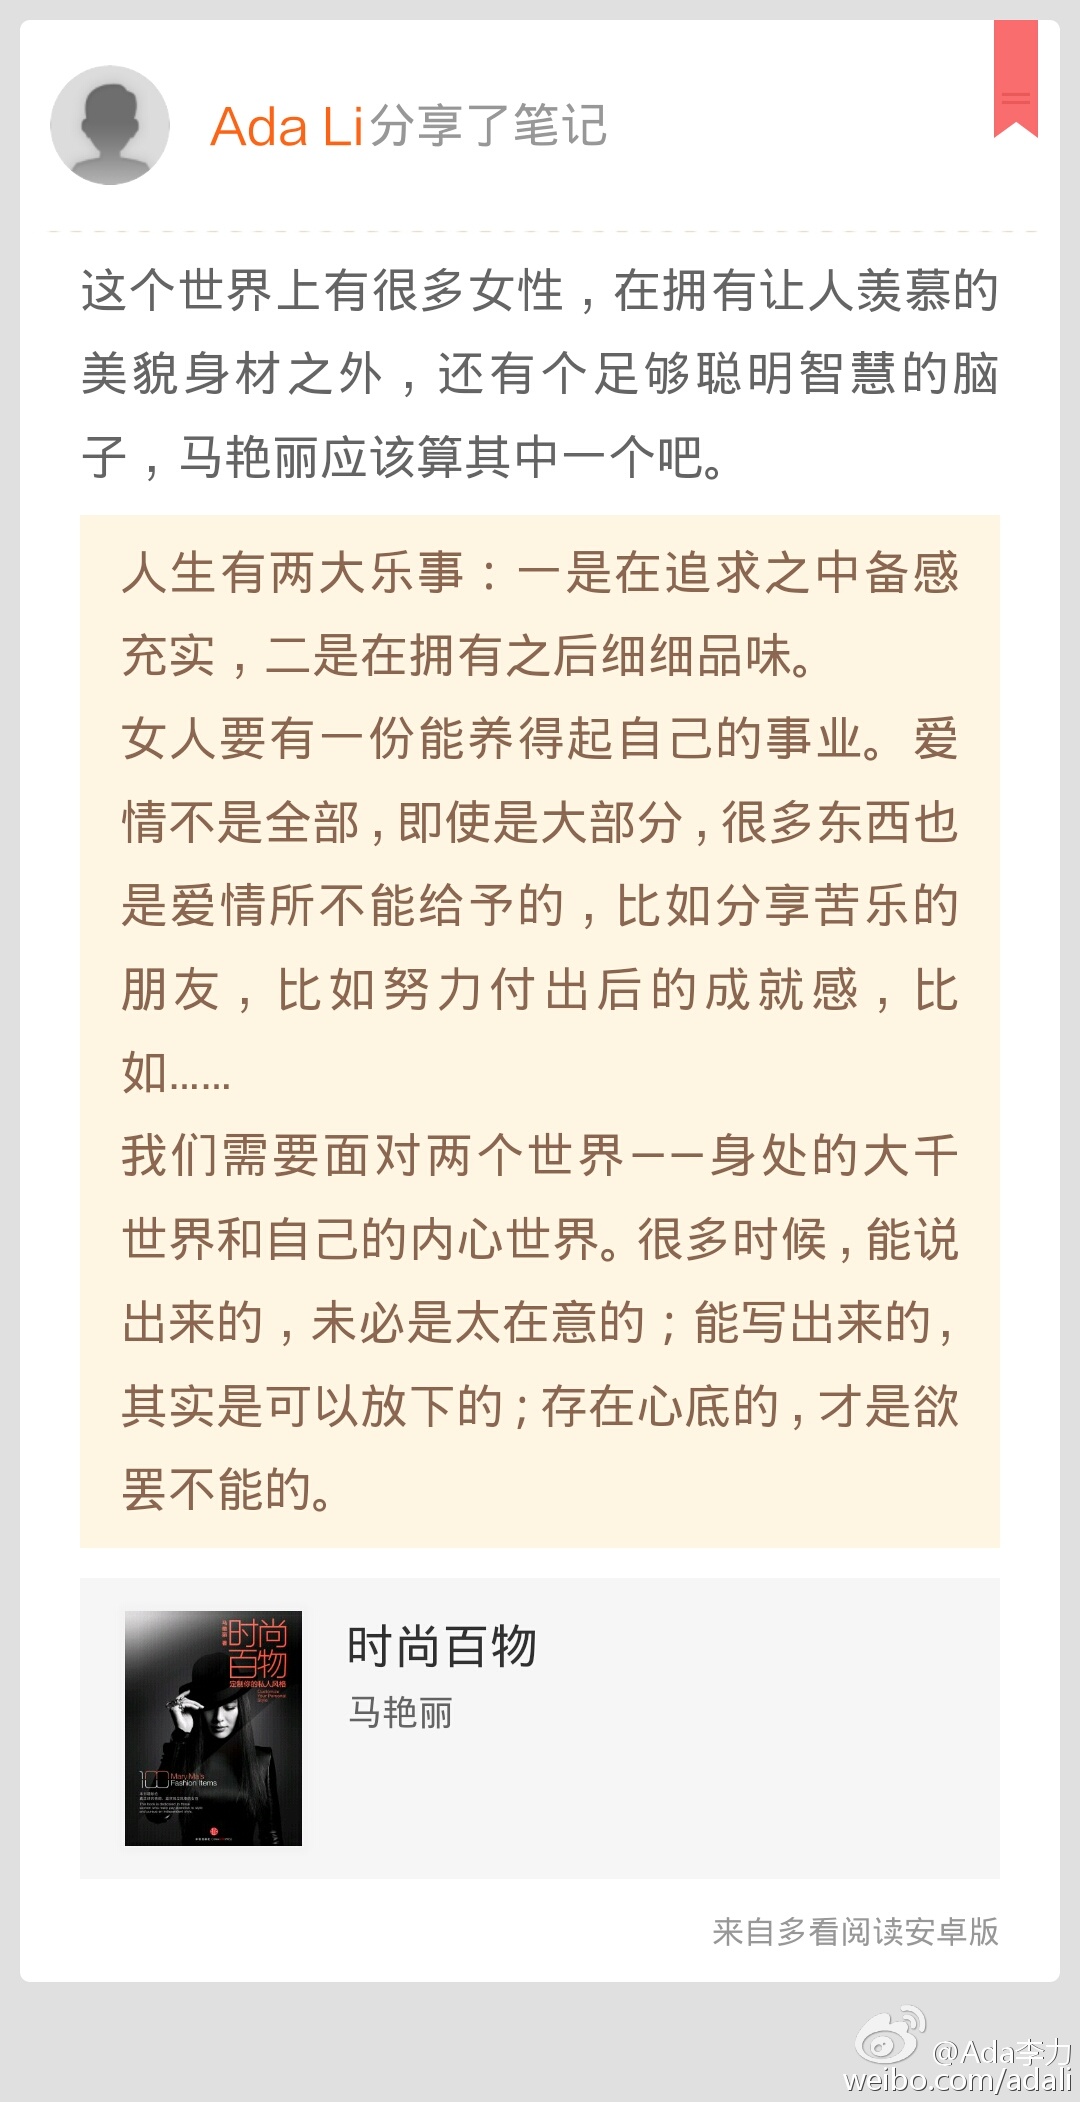 Ada Li分享了笔记
这个世界上有很多女性，在拥有让人羡慕的
美貌身材之外，还有个足够聪明智慧的脑
子，马艳丽应该算其中一个吧。
人生有两大乐事：一是在追求之中备感
充实，二是在拥有之后细细品味。
女人要有一份能养得起自己的事业。爱
情不是全部，即使是大部分，很多东西也
是爱情所不能给予的，比如分享苦乐的
朋友，比如努力付出后的成就感，比
如……
我们需要面对两个世界——身处的大千
世界和自己的内心世界。很多时候，能说
出来的，未必是太在意的；能写出来的，
其实是可以放下的；存在心底的，才是欲
罢不能的。
时尚
百物
定制你的私人风格
Customize
Your Personal
Style
100 Mary Ma's
Fashion Items
时尚百物
马艳丽
来自多看阅读安卓版
@Ada李力
weibo.com/adali